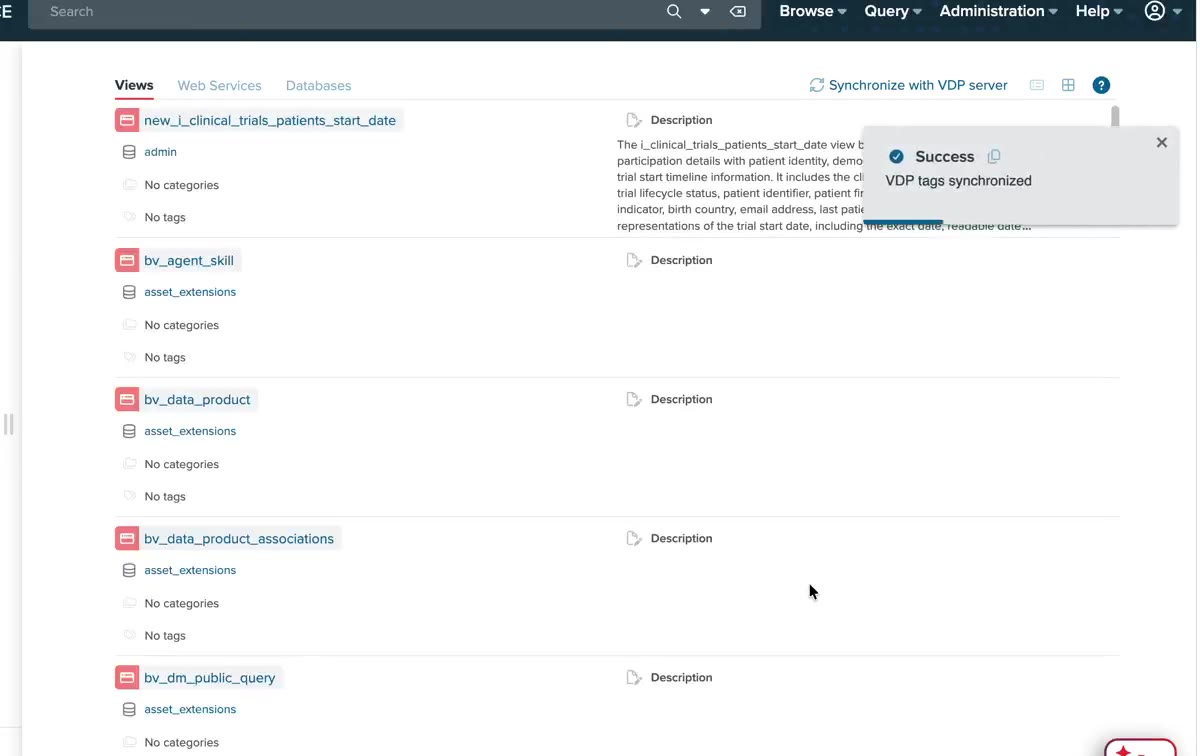 CE
Search
Browse
Query
Administration
Help
Views
Web Services
Databases
Synchronize with VDP server
?
new_i_clinical_trials_patients_start_date
Description
admin
The i_clinical_trials_patients_start_date view
participation details with patient identity,
trial start timeline information. It includes the
trial lifecycle status, patient identifier, patient
indicator, birth country, email address, last
representations of the trial start date, including the exact date, readable date...
No categories
No tags
Success
VDP tags synchronized
bv_agent_skill
Description
asset_extensions
No categories
No tags
bv_data_product
Description
asset_extensions
No categories
No tags
bv_data_product_associations
Description
asset_extensions
No categories
No tags
bv_dm_public_query
Description
asset_extensions
No categories